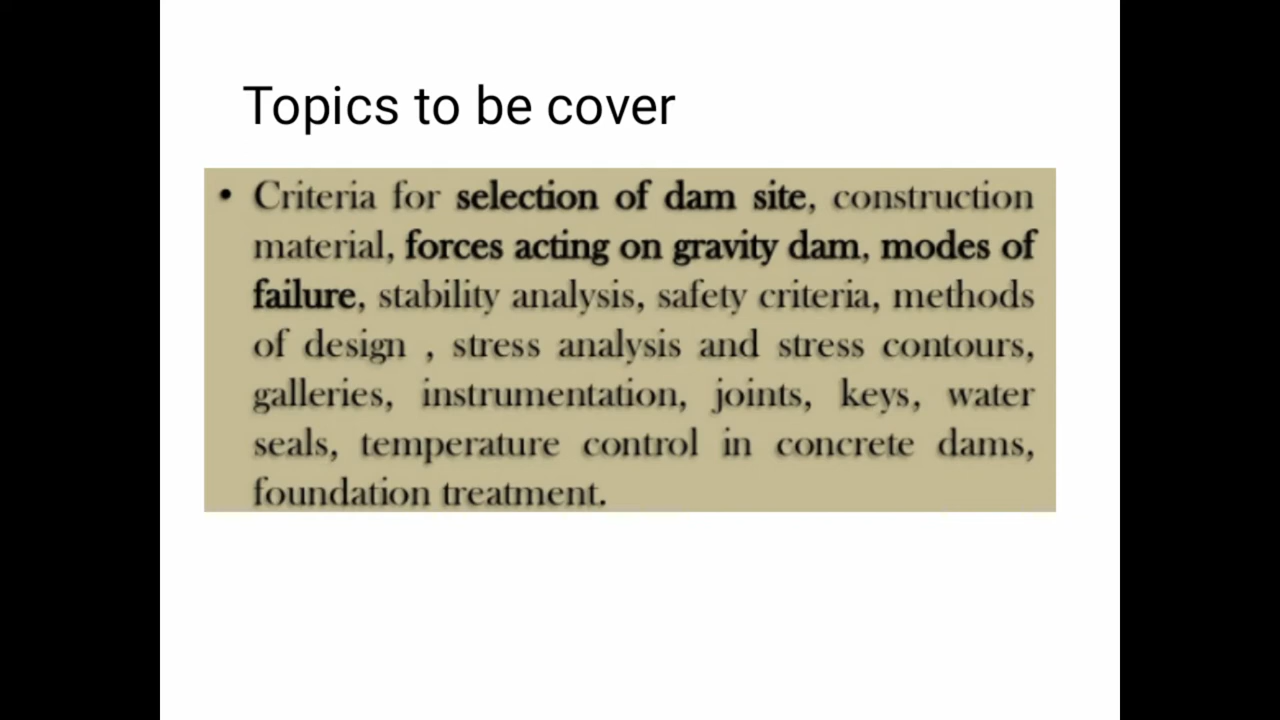 Topics to be cover
• Criteria for selection of dam site, construction
material, forces acting on gravity dam, modes of
failure, stability analysis, safety criteria, methods
of design , stress analysis and stress contours,
galleries, instrumentation, joints, keys, water
seals, temperature control in concrete dams,
foundation treatment.